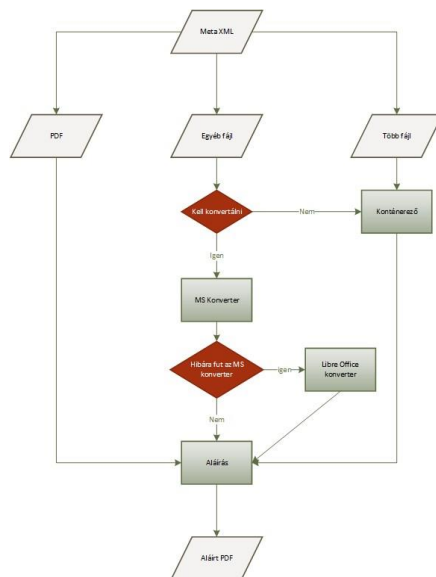 Meta XML
PDF
Egyéb fájl
Több fájl
Kell konvertálni
Nem
Konténerező
Igen
MS Konverter
Hibára fut az MS
konverter
igen
Libre Office
konverter
Nem
Aláírás
Aláírt PDF